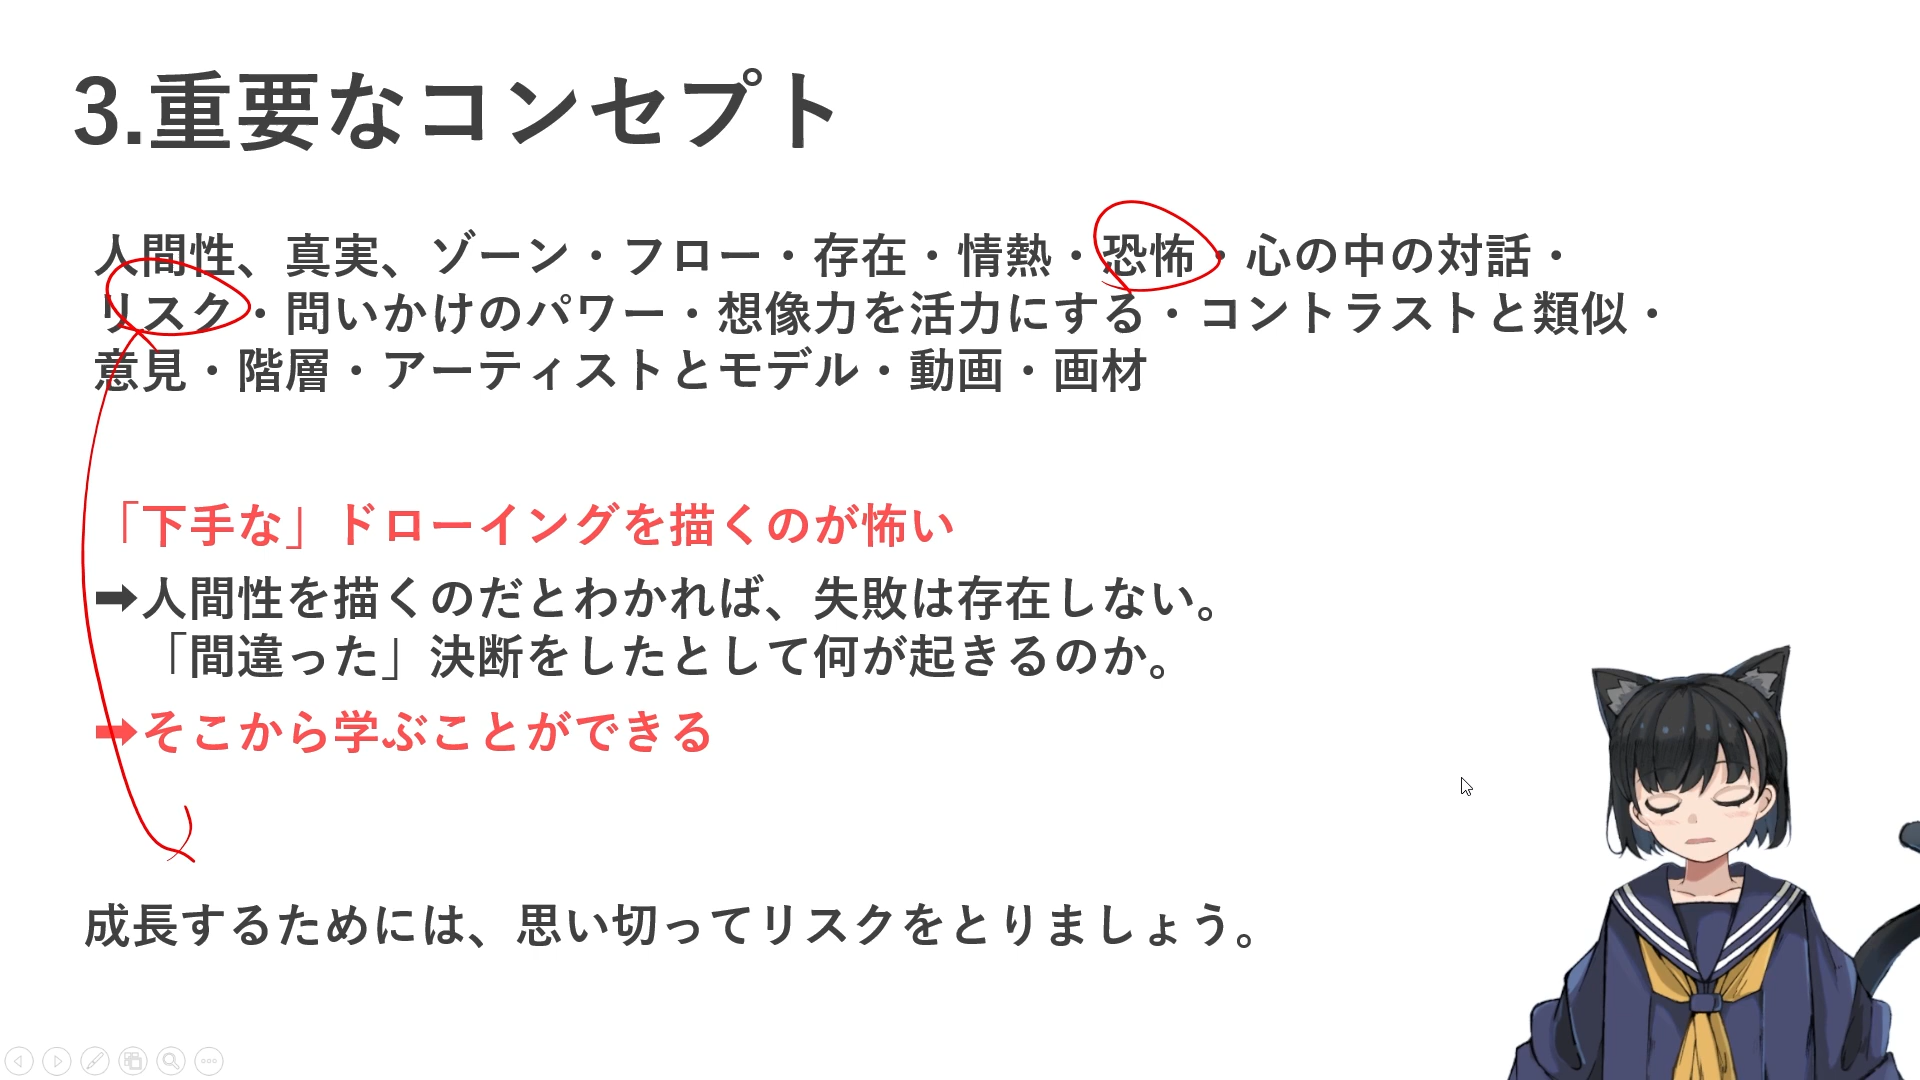 3.重要なコンセプト
人間性、真実、ゾーン・フロー・存在・情熱・恐怖・心の中の対話・
リスク・問いかけのパワー・想像力を活力にする・コントラストと類似・
意見・階層・アーティストとモデル・動画・画材
「下手な」ドローイングを描くのが怖い
➡人間性を描くのだとわかれば、失敗は存在しない。
「間違った」決断をしたとして何が起きるのか。
➡そこから学ぶことができる
成長するためには、思い切ってリスクをとりましょう。